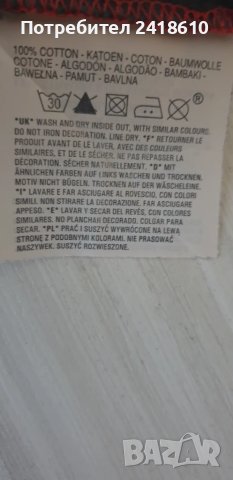 Потребител 2418610
100% COTTON - KATOEN - COTON - BAUMWOLLE
COTONE - ALGODÓN - ALGODÃO - BAMBAKI -
BAWEŁNA - PAMUT - BAVLNA
30
®
*UK* WASH AND DRY INSIDE OUT, WITH SIMILAR COLOURS.
DO NOT IRON DECORATION. LINE DRY. *F* RETOURNER LE
PRODUIT AVANT DE LE LAVER, AVEC DES COULEURS
SIMILAIRES, ET DE LE SÉCHER, NE PAS REPASSER LA
DÉCORATION. SÉCHER NATURELLEMENT. *D* MIT
ÄHNLICHEN FARBEN AUF LINKS WASCHEN UND TROCKNEN.
MOTIV NICHT BÜGELN. TROCKNEN AUF DER WÄSCHELEINE.
*I* LAVARE E FAR ASCIUGARE AL ROVESCIO, CON COLORI
SIMILI. NON STIRARE LA DECORAZIONE. FAR ASCIUGARE
APPESO. *E* LAVAR Y SECAR DEL REVÉS, CON COLORES
SIMILARES. NO PLANCHAR DECORADO. COLGAR PARA
SECAR. *PL* PRAĆ I SUSZYĆ WYWRÓCONE NA LEWĄ
STRONĘ Z PODOBNYMI KOLORAMI. NIE PRASOWAĆ
NASZYWEK. SUSZYĆ ROZWIESZONE.
BAZAR
bg